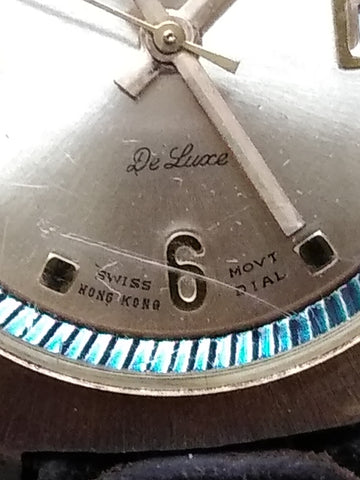 De Luxe
6
SWISS MOVT
HONG KONG DIAL